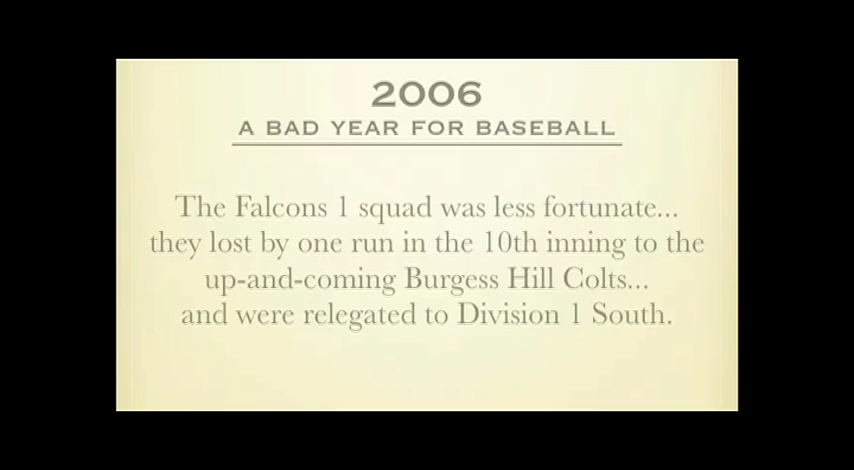 2006
A BAD YEAR FOR BASEBALL
The Falcons 1 squad was less fortunate...
they lost by one run in the 10th inning to the
up-and-coming Burgess Hill Colts...
and were relegated to Division 1 South.